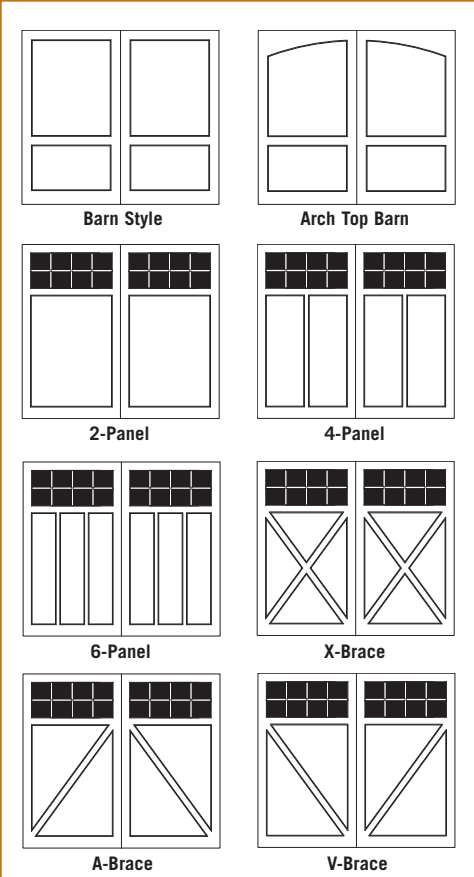 Barn Style
Arch Top Barn
2-Panel
4-Panel
6-Panel
X-Brace
A-Brace
V-Brace